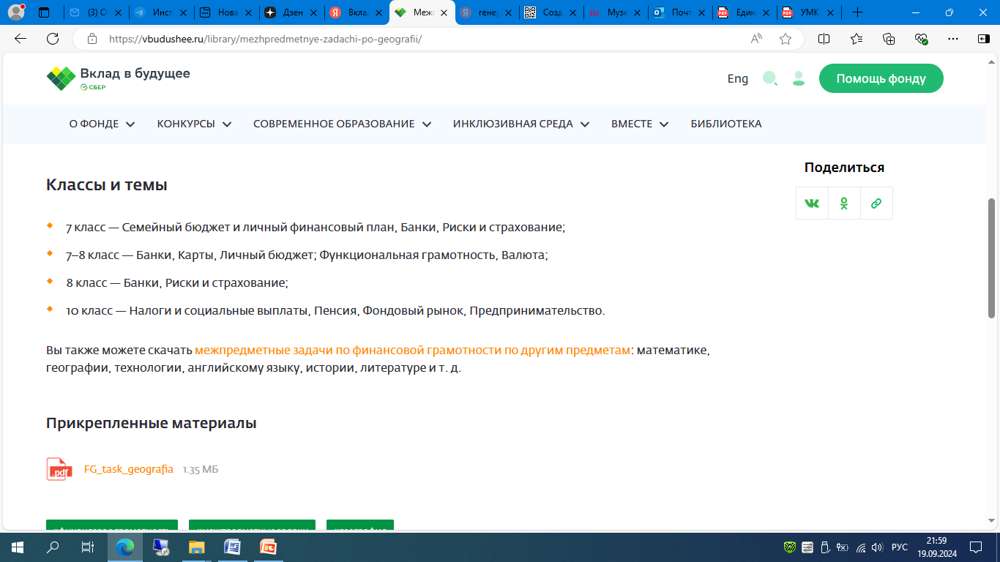 (3) О
Инст
Нова
Дзен
Вкла
Меж
гене
Созд
Музе
Почт
Един
УМК
https://vbudushee.ru/library/mezhpredmetnye-zadachi-po-geografii/
Вклад в будущее
СБЕР
Eng
Помощь фонду
О ФОНДЕ КОНКУРСЫ СОВРЕМЕННОЕ ОБРАЗОВАНИЕ ИНКЛЮЗИВНАЯ СРЕДА ВМЕСТЕ БИБЛИОТЕКА
Поделиться
Классы и темы
7 класс — Семейный бюджет и личный финансовый план, Банки, Риски и страхование;
7–8 класс — Банки, Карты, Личный бюджет; Функциональная грамотность, Валюта;
8 класс — Банки, Риски и страхование;
10 класс — Налоги и социальные выплаты, Пенсия, Фондовый рынок, Предпринимательство.
Вы также можете скачать межпредметные задачи по финансовой грамотности по другим предметам: математике,
географии, технологии, английскому языку, истории, литературе и т. д.
Прикрепленные материалы
.pdf FG_task_geografia 1.35 МБ
РУС
21:59
19.09.2024